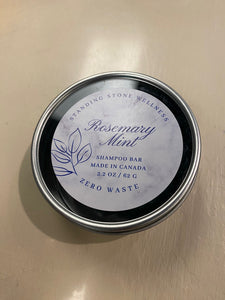 STANDING STONE WELLNESS
Rosemary
Mint
SHAMPOO BAR
MADE IN CANADA
2.2 OZ / 62 G
ZERO WASTE